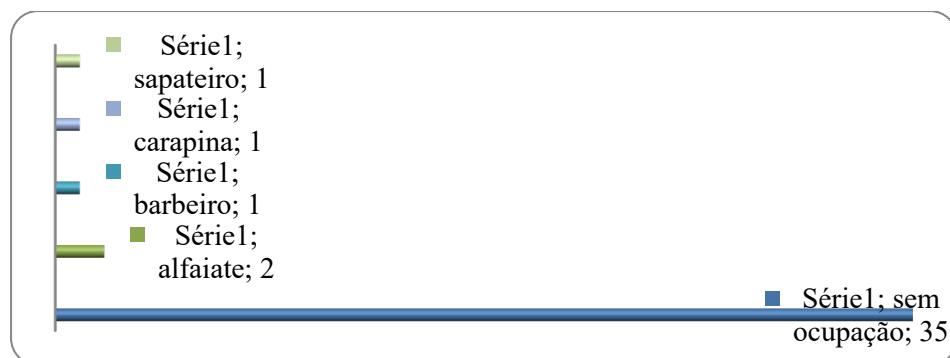 Série1;
sapateiro; 1
Série1;
carapina; 1
Série1;
barbeiro; 1
Série1;
alfaiate; 2
Série1; sem
ocupação; 35